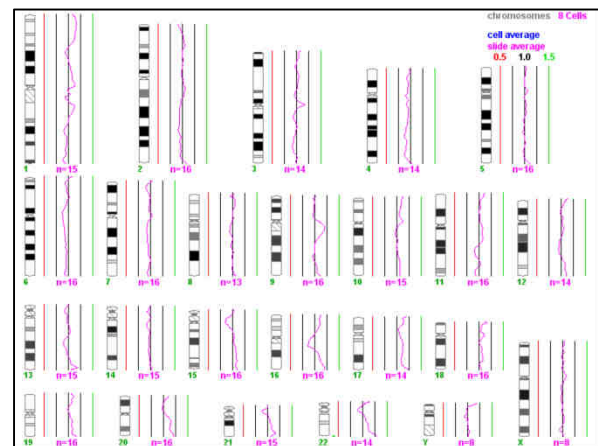 chromosomes 8 Cells
cell average
slide average
0.5 1.0 1.5
1 n=15
2 n=16
3 n=14
4 n=14
5 n=16
6 n=16
7 n=16
8 n=13
9 n=16
10 n=15
11 n=16
12 n=14
13 n=15
14 n=15
15 n=16
16 n=16
17 n=14
18 n=16
19 n=16
20 n=16
21 n=15
22 n=14
Y n=8
X n=8